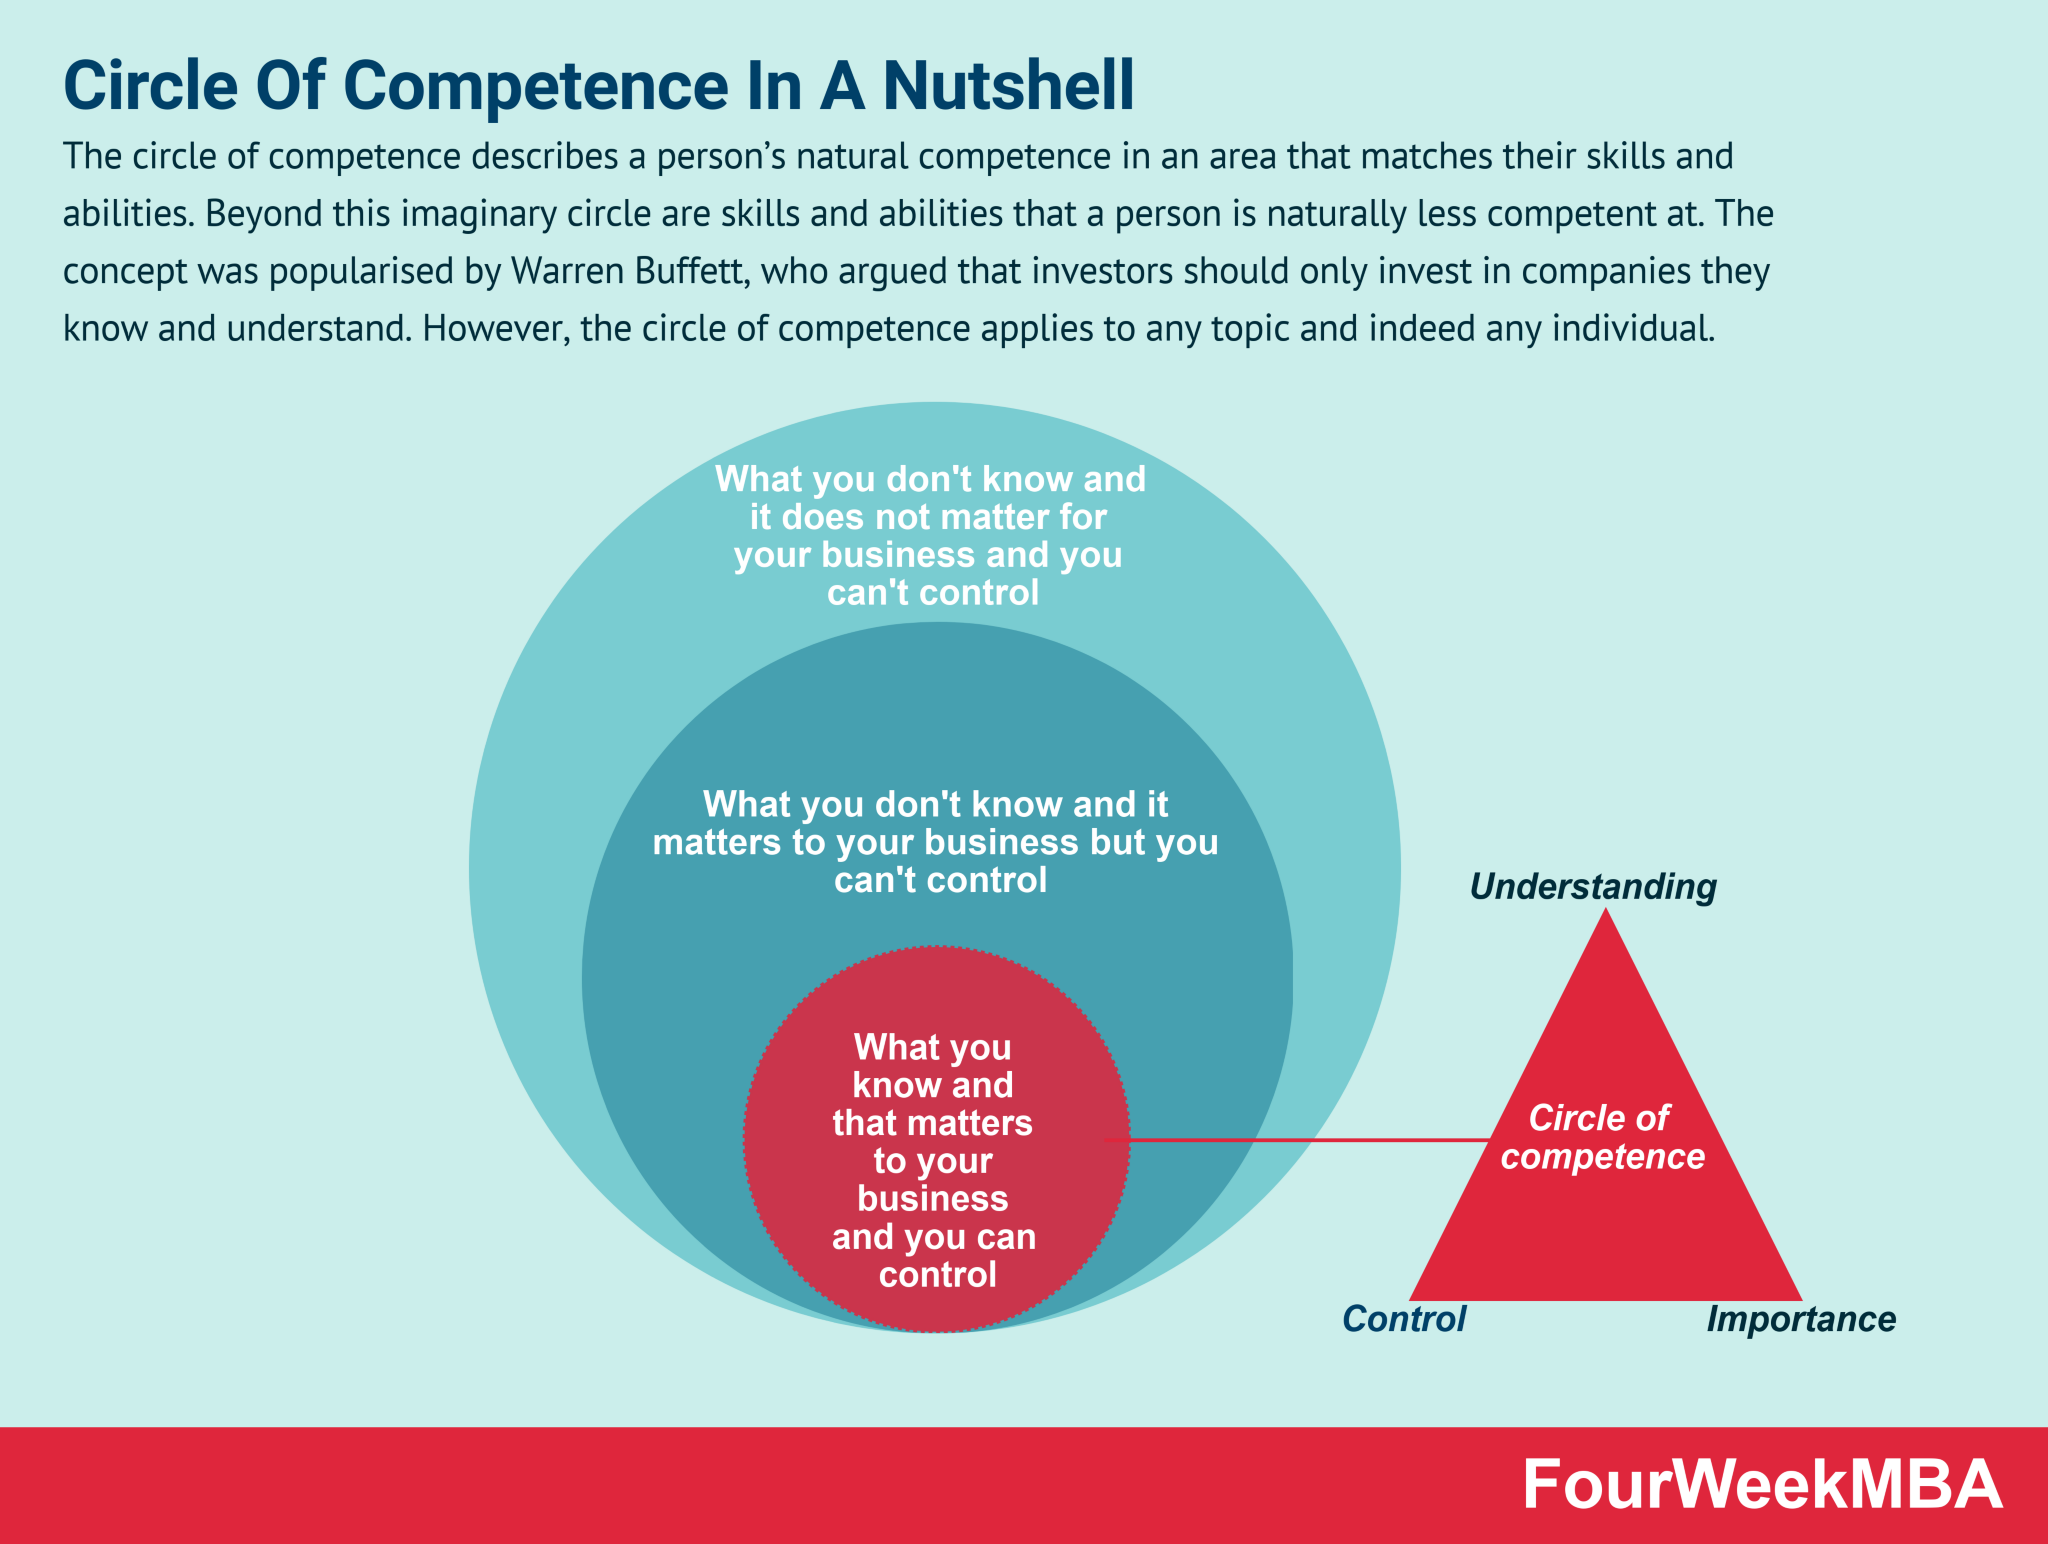 Circle Of Competence In A Nutshell
The circle of competence describes a person’s natural competence in an area that matches their skills and
abilities. Beyond this imaginary circle are skills and abilities that a person is naturally less competent at. The
concept was popularised by Warren Buffett, who argued that investors should only invest in companies they
know and understand. However, the circle of competence applies to any topic and indeed any individual.
What you don't know and
it does not matter for
your business and you
can't control
What you don't know and it
matters to your business but you
can't control
What you
know and
that matters
to your
business
and you can
control
Understanding
Circle of
competence
Control
Importance
FourWeekMBA